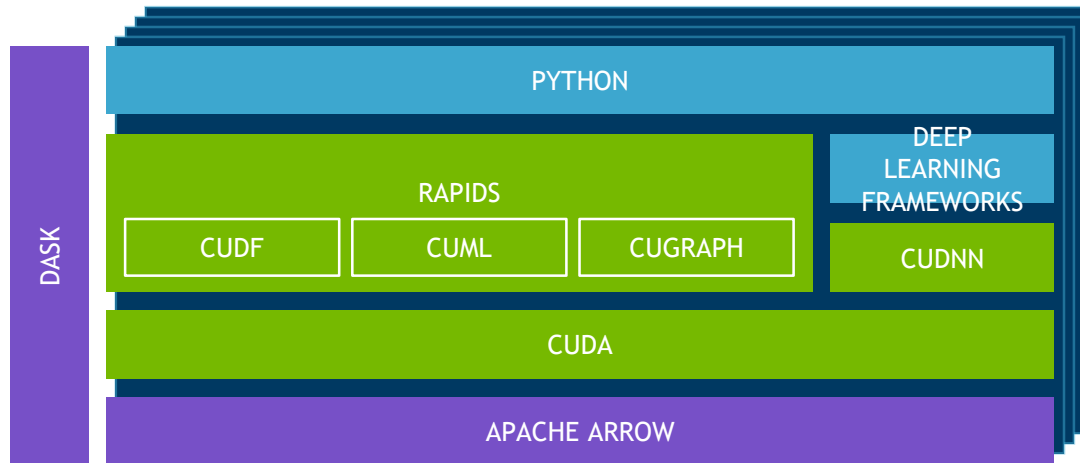 PYTHON
DEEP
LEARNING
FRAMEWORKS
RAPIDS
CUDF
CUML
CUGRAPH
CUDNN
DASK
CUDA
APACHE ARROW